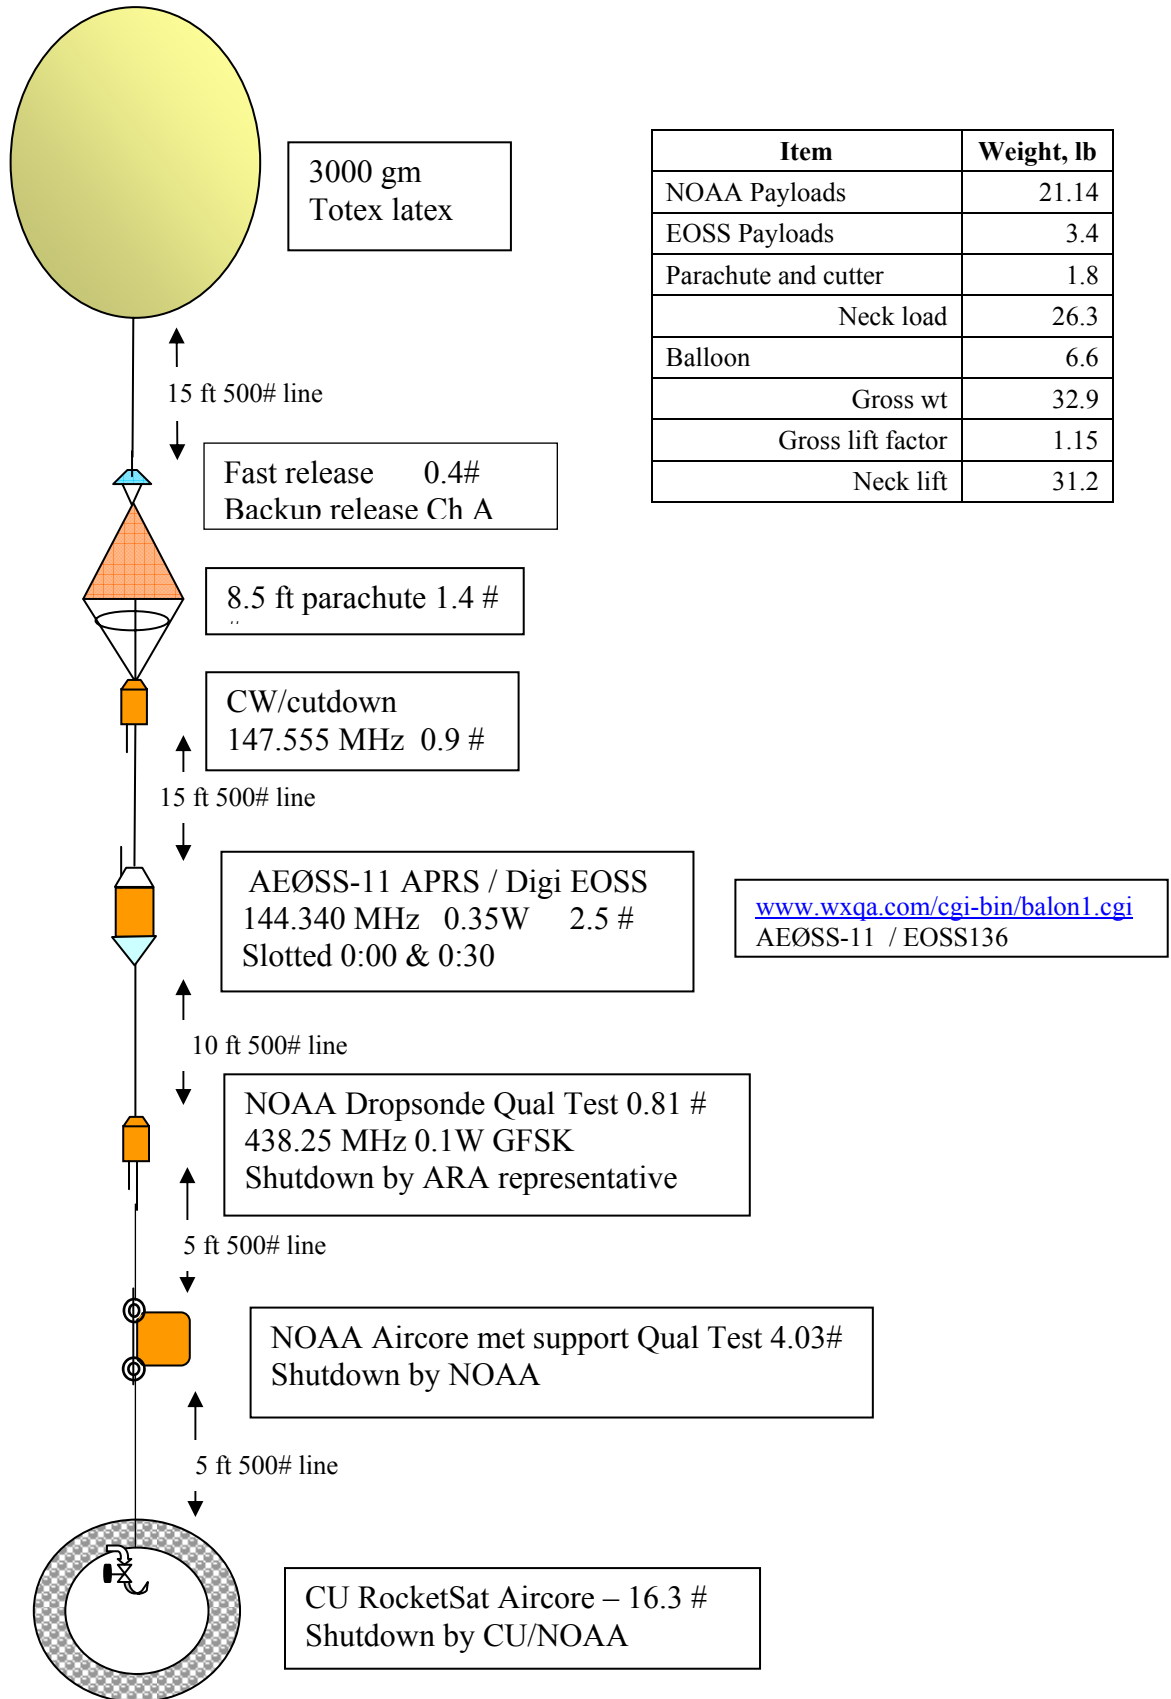 3000 gm
Totex latex
Item Weight, lb
NOAA Payloads 21.14
EOSS Payloads 3.4
Parachute and cutter 1.8
Neck load 26.3
Balloon 6.6
Gross wt 32.9
Gross lift factor 1.15
Neck lift 31.2
15 ft 500# line
Fast release 0.4#
Backup release Ch A
8.5 ft parachute 1.4 #
CW/cutdown
147.555 MHz 0.9 #
15 ft 500# line
AEØSS-11 APRS / Digi EOSS
144.340 MHz 0.35W 2.5 #
Slotted 0:00 & 0:30
www.wxqa.com/cgi-bin/balon1.cgi
AEØSS-11 / EOSS136
10 ft 500# line
NOAA Dropsonde Qual Test 0.81 #
438.25 MHz 0.1W GFSK
Shutdown by ARA representative
5 ft 500# line
NOAA Aircore met support Qual Test 4.03#
Shutdown by NOAA
5 ft 500# line
CU RocketSat Aircore – 16.3 #
Shutdown by CU/NOAA